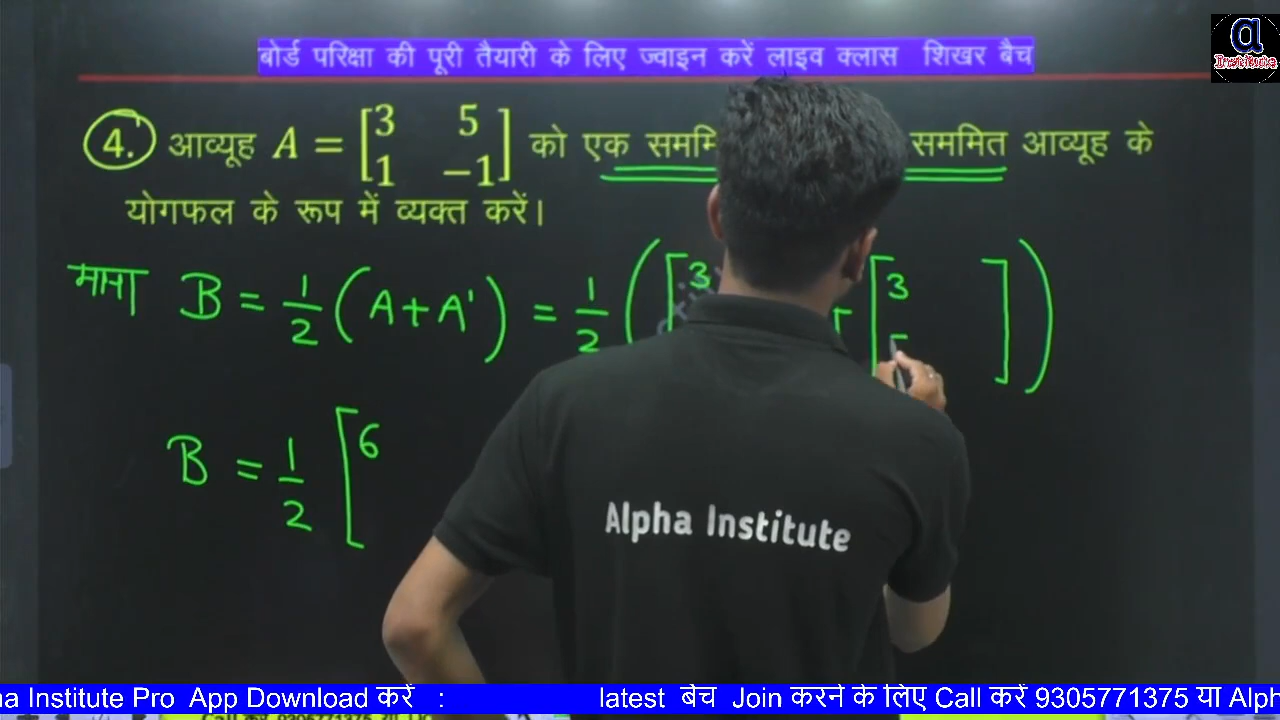 बोर्ड परिक्षा की पूरी तैयारी के लिए ज्वाइन करें लाइव क्लास शिखर बैच
α
Institute
4. आव्यूह A = [3 5
1 −1] को एक सममि सममित आव्यूह के
योगफल के रूप में व्यक्त करें।
माना B = 1/2 (A + A') = 1/2 ([3 [3 ])
B = 1/2 [6
Alpha Institute
ha Institute Pro App Download करें : latest बैच Join करने के लिए Call करें 9305771375 या Alph